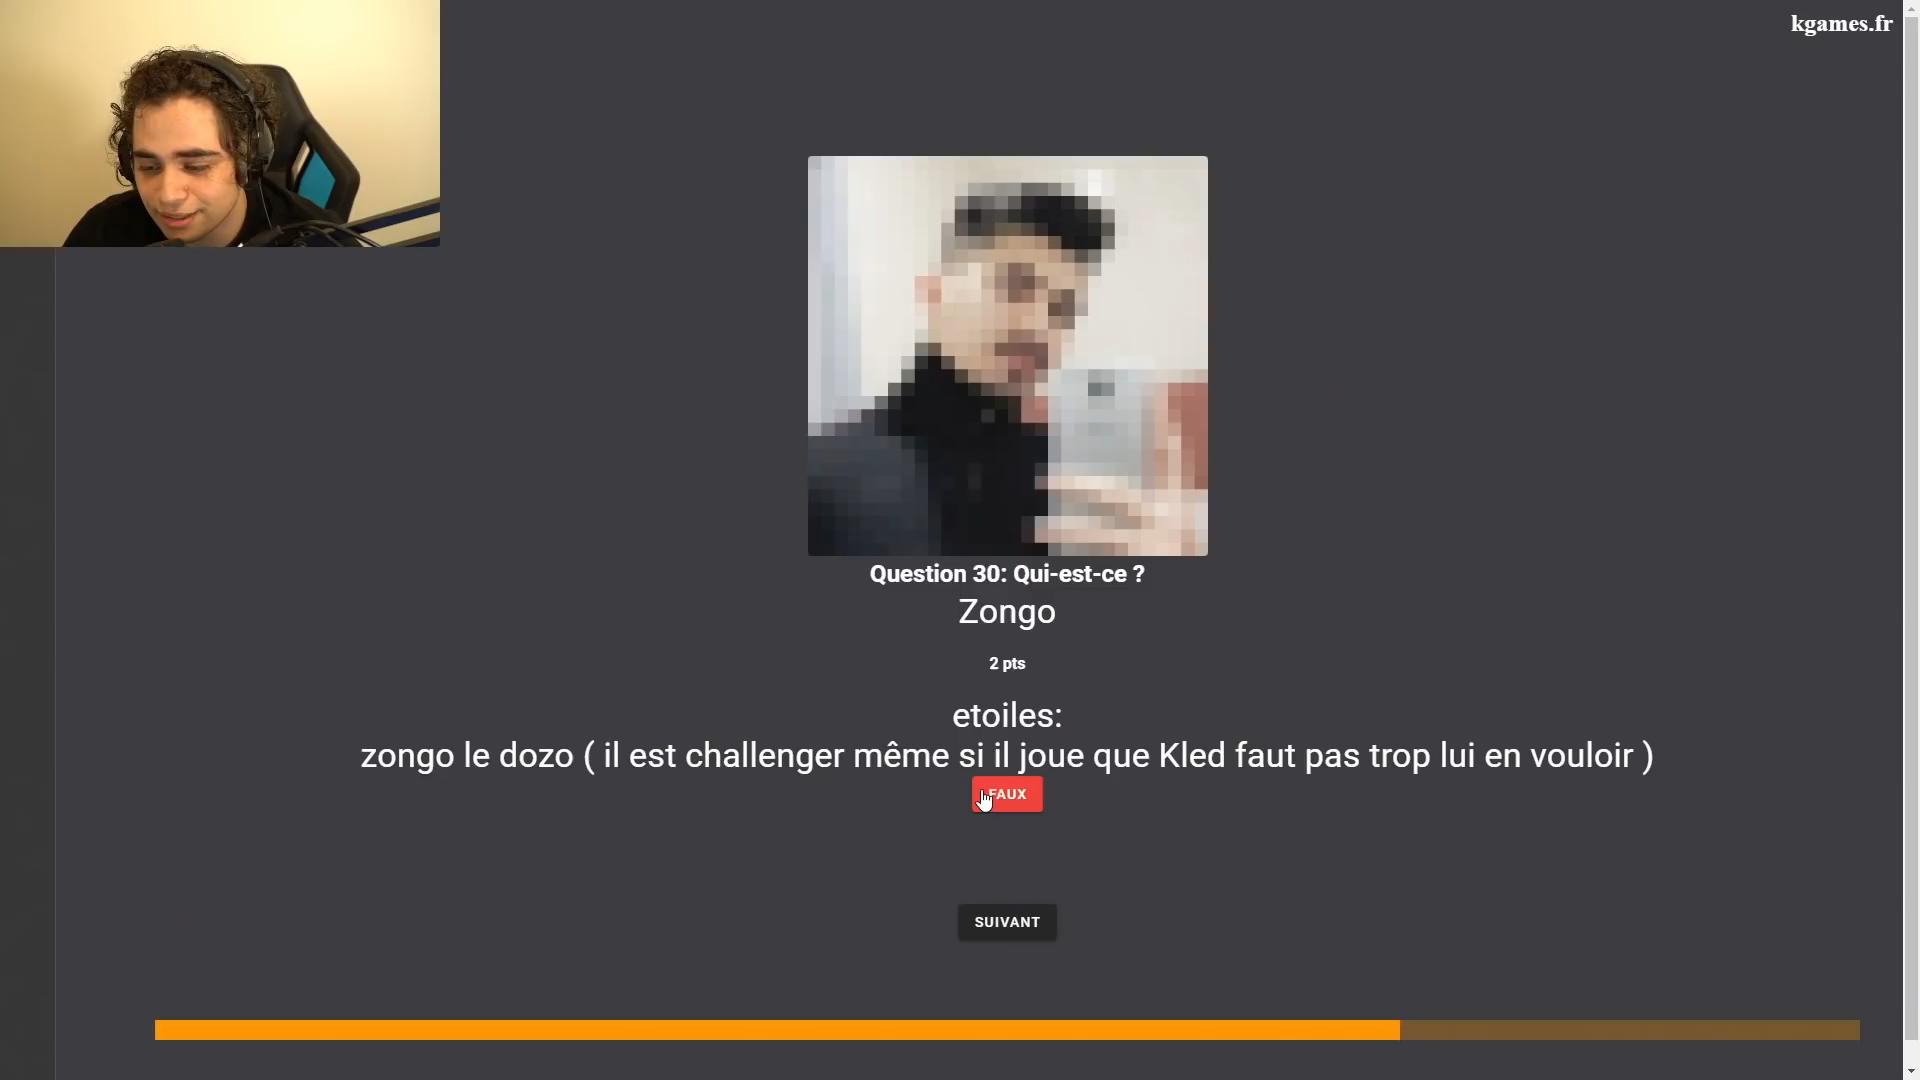 kgames.fr
Question 30: Qui-est-ce ?
Zongo
2 pts
etoiles:
zongo le dozo ( il est challenger même si il joue que Kled faut pas trop lui en vouloir )
FAUX
SUIVANT